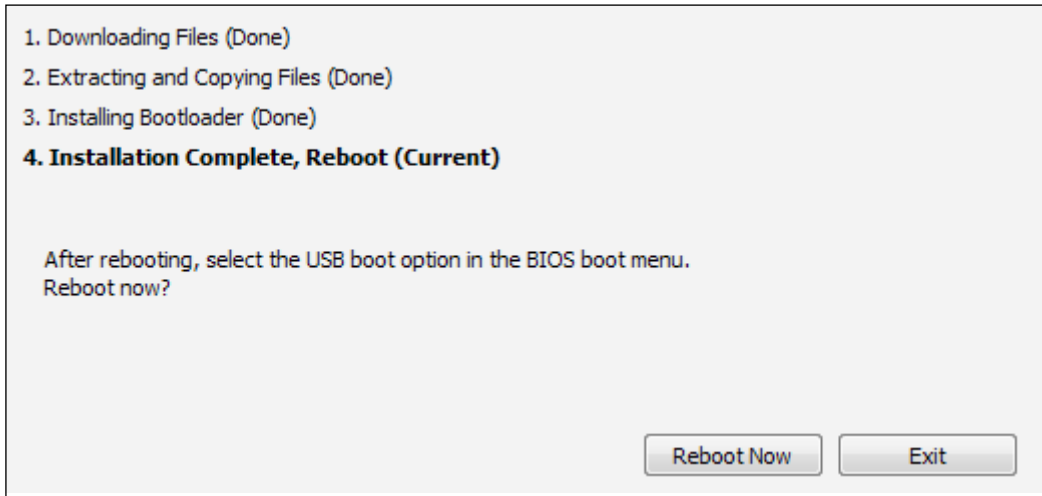 1. Downloading Files (Done)
2. Extracting and Copying Files (Done)
3. Installing Bootloader (Done)
4. Installation Complete, Reboot (Current)
After rebooting, select the USB boot option in the BIOS boot menu.
Reboot now?
Reboot Now
Exit